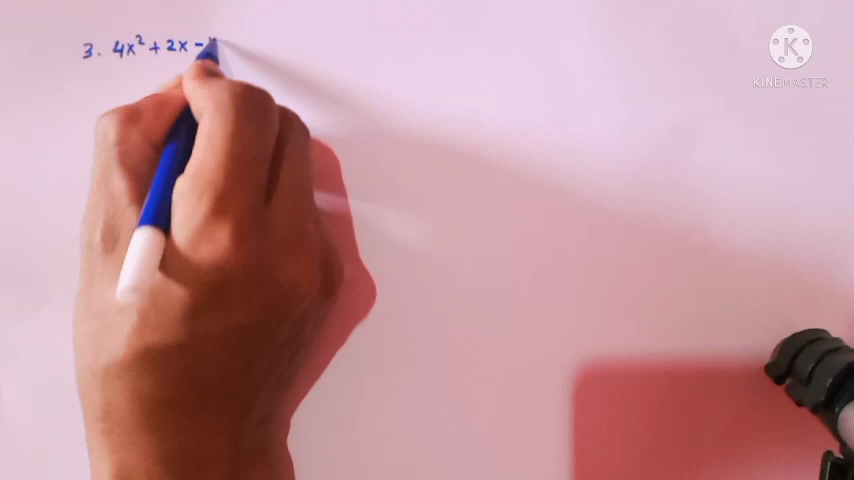 3. 4x² + 2x -
KINEMASTER